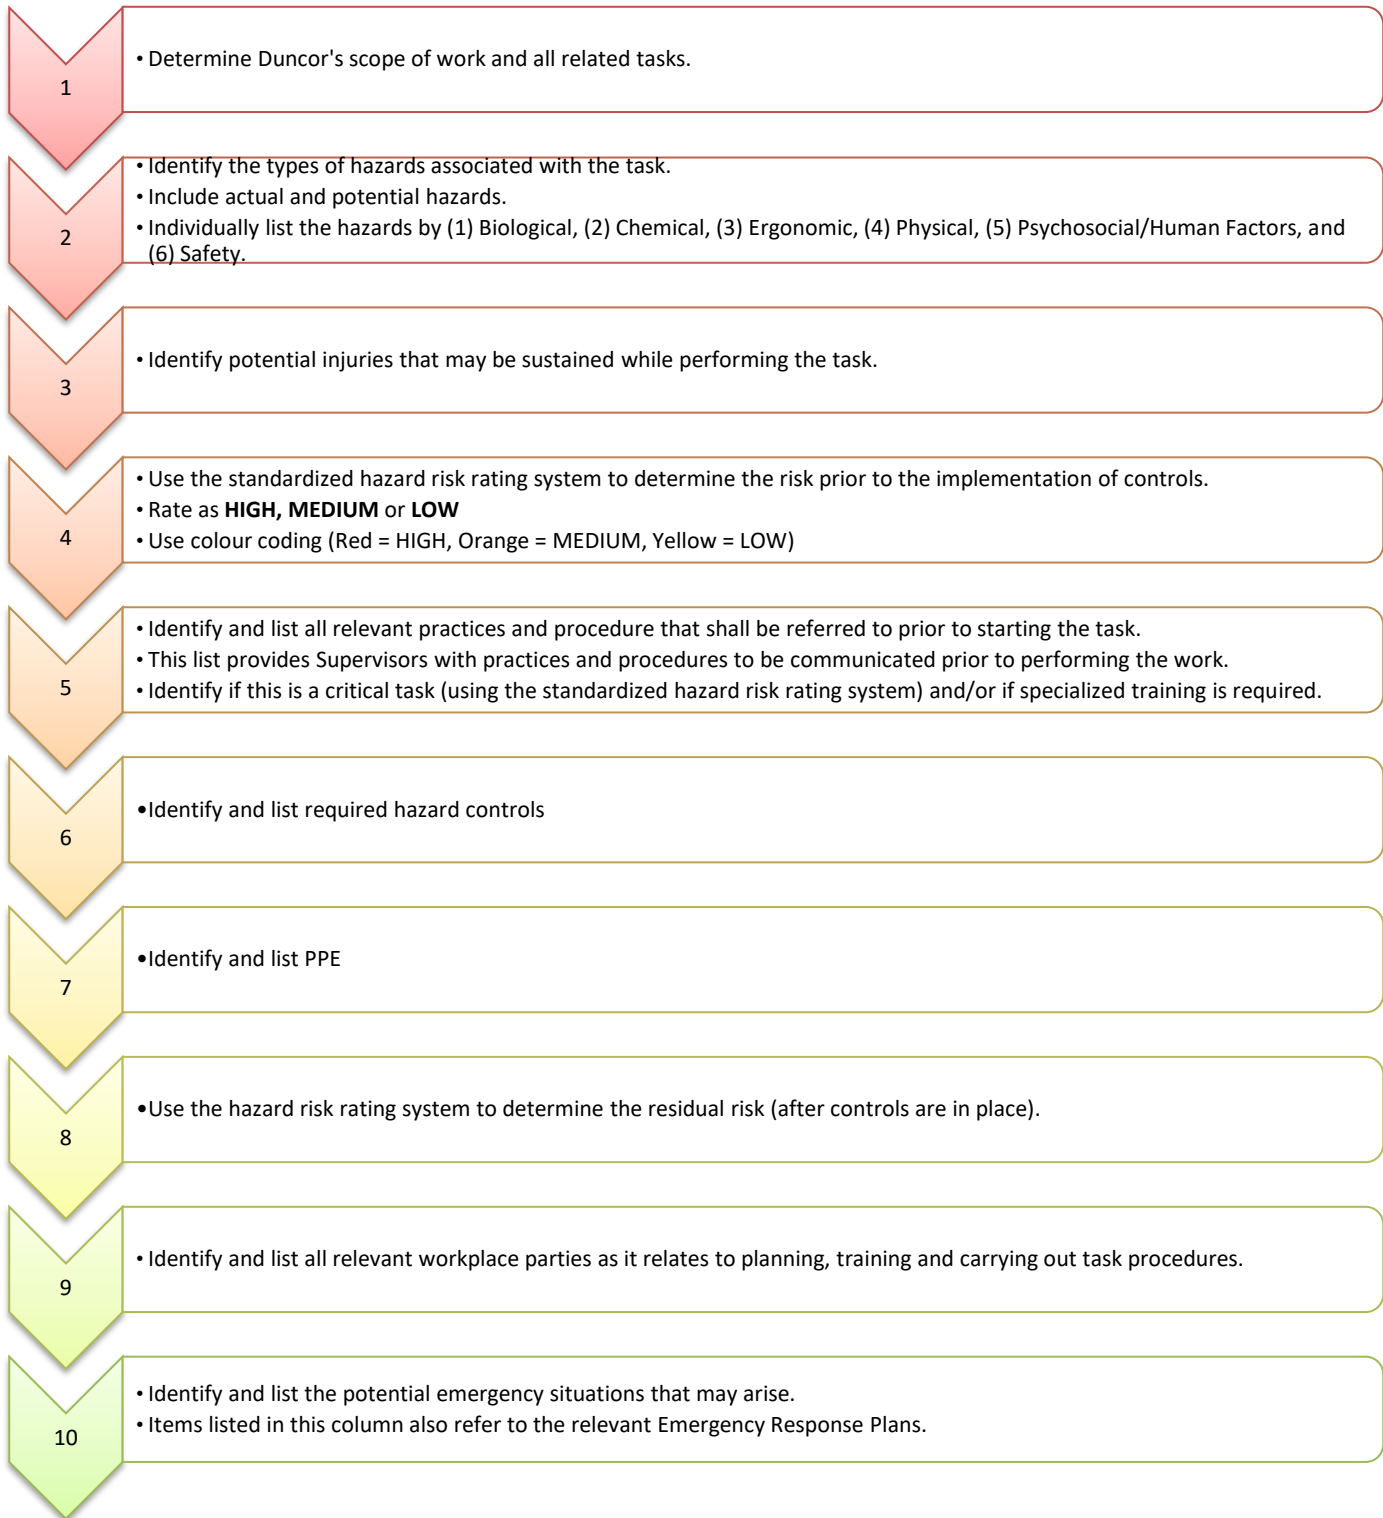 1
• Determine Duncor's scope of work and all related tasks.
2
• Identify the types of hazards associated with the task.
• Include actual and potential hazards.
• Individually list the hazards by (1) Biological, (2) Chemical, (3) Ergonomic, (4) Physical, (5) Psychosocial/Human Factors, and
(6) Safety.
3
• Identify potential injuries that may be sustained while performing the task.
4
• Use the standardized hazard risk rating system to determine the risk prior to the implementation of controls.
• Rate as HIGH, MEDIUM or LOW
• Use colour coding (Red = HIGH, Orange = MEDIUM, Yellow = LOW)
5
• Identify and list all relevant practices and procedure that shall be referred to prior to starting the task.
• This list provides Supervisors with practices and procedures to be communicated prior to performing the work.
• Identify if this is a critical task (using the standardized hazard risk rating system) and/or if specialized training is required.
6
•Identify and list required hazard controls
7
•Identify and list PPE
8
•Use the hazard risk rating system to determine the residual risk (after controls are in place).
9
• Identify and list all relevant workplace parties as it relates to planning, training and carrying out task procedures.
10
• Identify and list the potential emergency situations that may arise.
• Items listed in this column also refer to the relevant Emergency Response Plans.